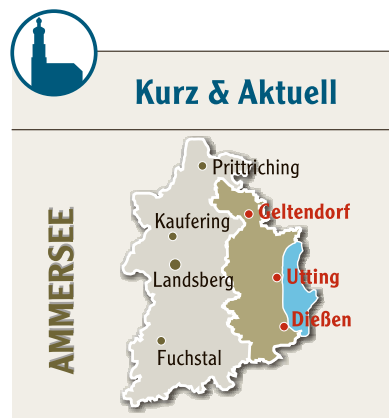 Kurz & Aktuell
Prittriching
Geltendorf
Kaufering
Landsberg
Utting
Dießen
Fuchstal
AMMERSEE